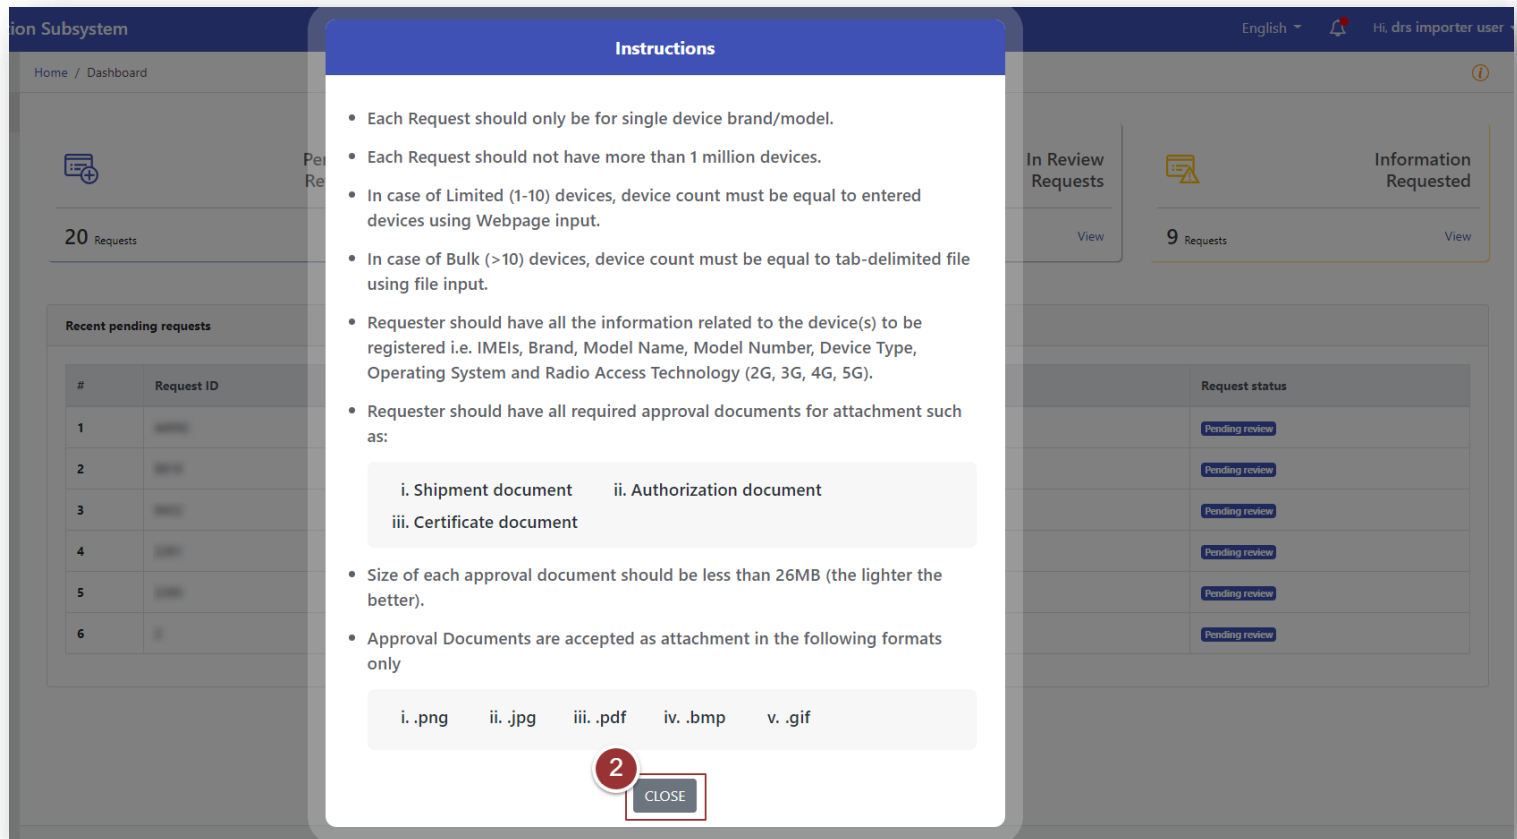 ion Subsystem
English
Hi, drs importer user
Instructions
Home / Dashboard
Each Request should only be for single device brand/model.
Each Request should not have more than 1 million devices.
In case of Limited (1-10) devices, device count must be equal to entered
devices using Webpage input.
In case of Bulk (>10) devices, device count must be equal to tab-delimited file
using file input.
Requester should have all the information related to the device(s) to be
registered i.e. IMEIs, Brand, Model Name, Model Number, Device Type,
Operating System and Radio Access Technology (2G, 3G, 4G, 5G).
Requester should have all required approval documents for attachment such
as:
i. Shipment document ii. Authorization document
iii. Certificate document
Size of each approval document should be less than 26MB (the lighter the
better).
Approval Documents are accepted as attachment in the following formats
only
i. .png ii. .jpg iii. .pdf iv. .bmp v. .gif
2
CLOSE
20 Requests
Pe
Re
In Review
Requests
View
Information
Requested
9 Requests
View
Recent pending requests
# Request ID Request status
1 Pending review
2 Pending review
3 Pending review
4 Pending review
5 Pending review
6 Pending review